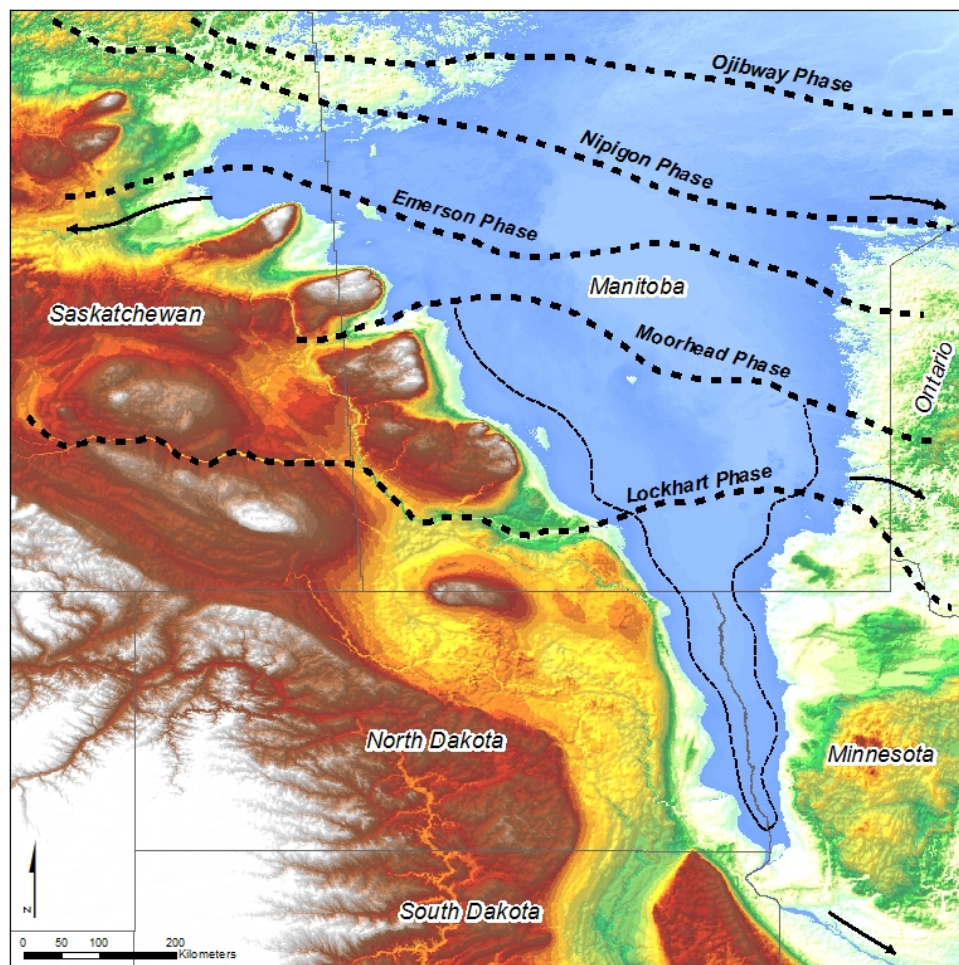 Ojibway Phase
Nipigon Phase
Emerson Phase
Manitoba
Saskatchewan
Moorhead Phase
Ontario
Lockhart Phase
North Dakota
Minnesota
South Dakota
N
0 50 100 200
Kilometers